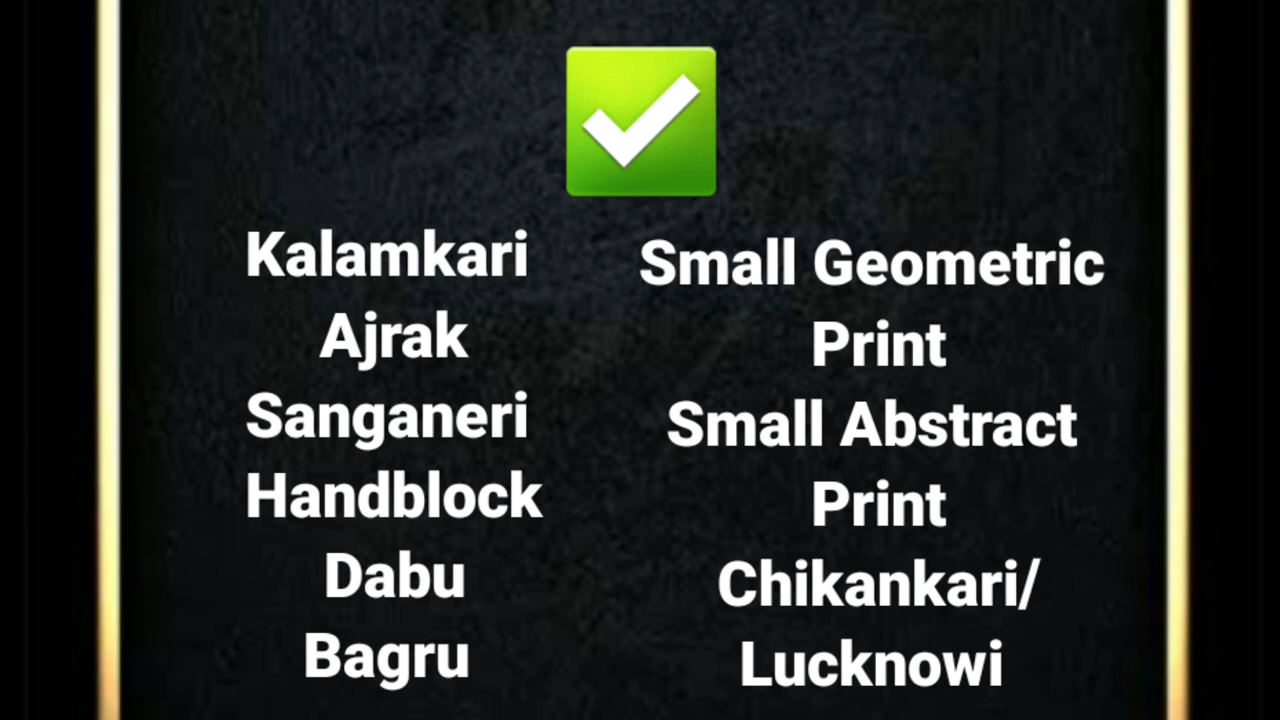 Kalamkari
Ajrak
Sanganeri
Handblock
Dabu
Bagru
Small Geometric
Print
Small Abstract
Print
Chikankari/
Lucknowi